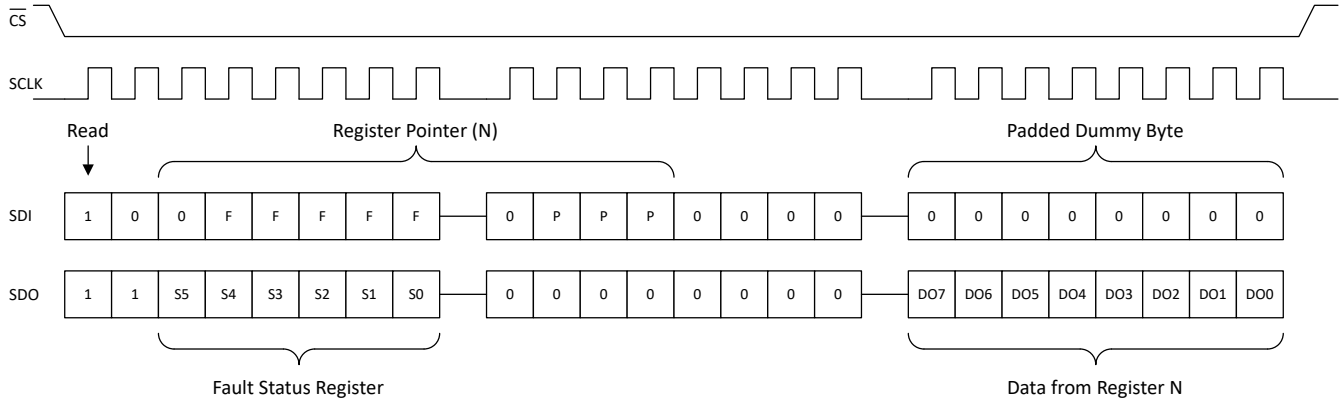 CS
SCLK
Read Register Pointer (N) Padded Dummy Byte
SDI 1 0 0 F F F F F 0 P P P 0 0 0 0 0 0 0 0 0 0 0 0
SDO 1 1 S5 S4 S3 S2 S1 S0 0 0 0 0 0 0 0 0 DO7 DO6 DO5 DO4 DO3 DO2 DO1 DO0
Fault Status Register Data from Register N